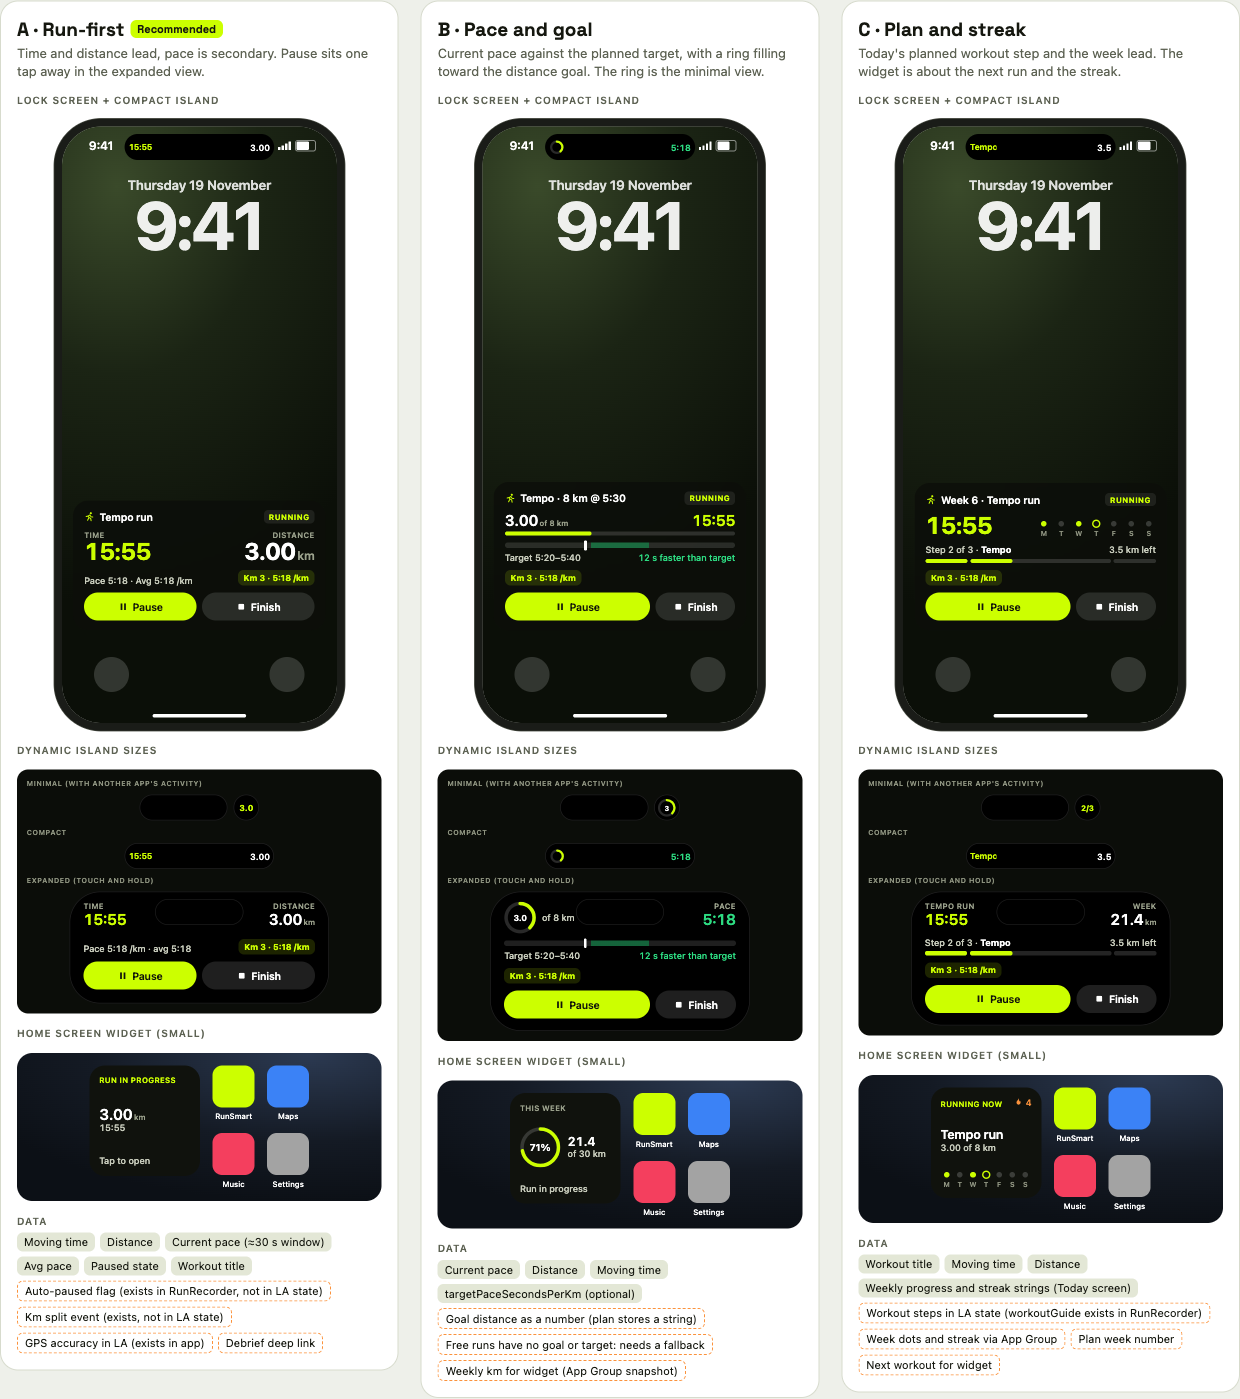 A · Run-first Recommended
Time and distance lead, pace is secondary. Pause sits one
tap away in the expanded view.
LOCK SCREEN + COMPACT ISLAND
9:41 15:55 3.00
Thursday 19 November
9:41
Tempo run RUNNING
TIME DISTANCE
15:55 3.00 km
Pace 5:18 · Avg 5:18 /km Km 3 · 5:18 /km
Pause Finish
DYNAMIC ISLAND SIZES
MINIMAL (WITH ANOTHER APP'S ACTIVITY)
3.0
COMPACT
15:55 3.00
EXPANDED (TOUCH AND HOLD)
TIME DISTANCE
15:55 3.00 km
Pace 5:18 /km · avg 5:18 Km 3 · 5:18 /km
Pause Finish
HOME SCREEN WIDGET (SMALL)
RUN IN PROGRESS
3.00 km
15:55
Tap to open
RunSmart Maps
Music Settings
DATA
Moving time Distance Current pace (≈30 s window)
Avg pace Paused state Workout title
Auto-paused flag (exists in RunRecorder, not in LA state)
Km split event (exists, not in LA state)
GPS accuracy in LA (exists in app) Debrief deep link
B · Pace and goal
Current pace against the planned target, with a ring filling
toward the distance goal. The ring is the minimal view.
LOCK SCREEN + COMPACT ISLAND
9:41 5:18
Thursday 19 November
9:41
Tempo · 8 km @ 5:30 RUNNING
3.00 of 8 km 15:55
Target 5:20–5:40 12 s faster than target
Km 3 · 5:18 /km
Pause Finish
DYNAMIC ISLAND SIZES
MINIMAL (WITH ANOTHER APP'S ACTIVITY)
3
COMPACT
5:18
EXPANDED (TOUCH AND HOLD)
PACE
3.0 of 8 km 5:18
Target 5:20–5:40 12 s faster than target
Km 3 · 5:18 /km
Pause Finish
HOME SCREEN WIDGET (SMALL)
THIS WEEK
71% 21.4
of 30 km
Run in progress
RunSmart Maps
Music Settings
DATA
Current pace Distance Moving time
targetPaceSecondsPerKm (optional)
Goal distance as a number (plan stores a string)
Free runs have no goal or target: needs a fallback
Weekly km for widget (App Group snapshot)
C · Plan and streak
Today's planned workout step and the week lead. The
widget is about the next run and the streak.
LOCK SCREEN + COMPACT ISLAND
9:41 Tempc 3.5
Thursday 19 November
9:41
Week 6 · Tempo run RUNNING
15:55
M T W T F S S
Step 2 of 3 · Tempo 3.5 km left
Km 3 · 5:18 /km
Pause Finish
DYNAMIC ISLAND SIZES
MINIMAL (WITH ANOTHER APP'S ACTIVITY)
2/3
COMPACT
Tempc 3.5
EXPANDED (TOUCH AND HOLD)
TEMPO RUN WEEK
15:55 21.4 km
Step 2 of 3 · Tempo 3.5 km left
Km 3 · 5:18 /km
Pause Finish
HOME SCREEN WIDGET (SMALL)
RUNNING NOW 4
Tempo run
3.00 of 8 km
M T W T F S S
RunSmart Maps
Music Settings
DATA
Workout title Moving time Distance
Weekly progress and streak strings (Today screen)
Workout steps in LA state (workoutGuide exists in RunRecorder)
Week dots and streak via App Group Plan week number
Next workout for widget